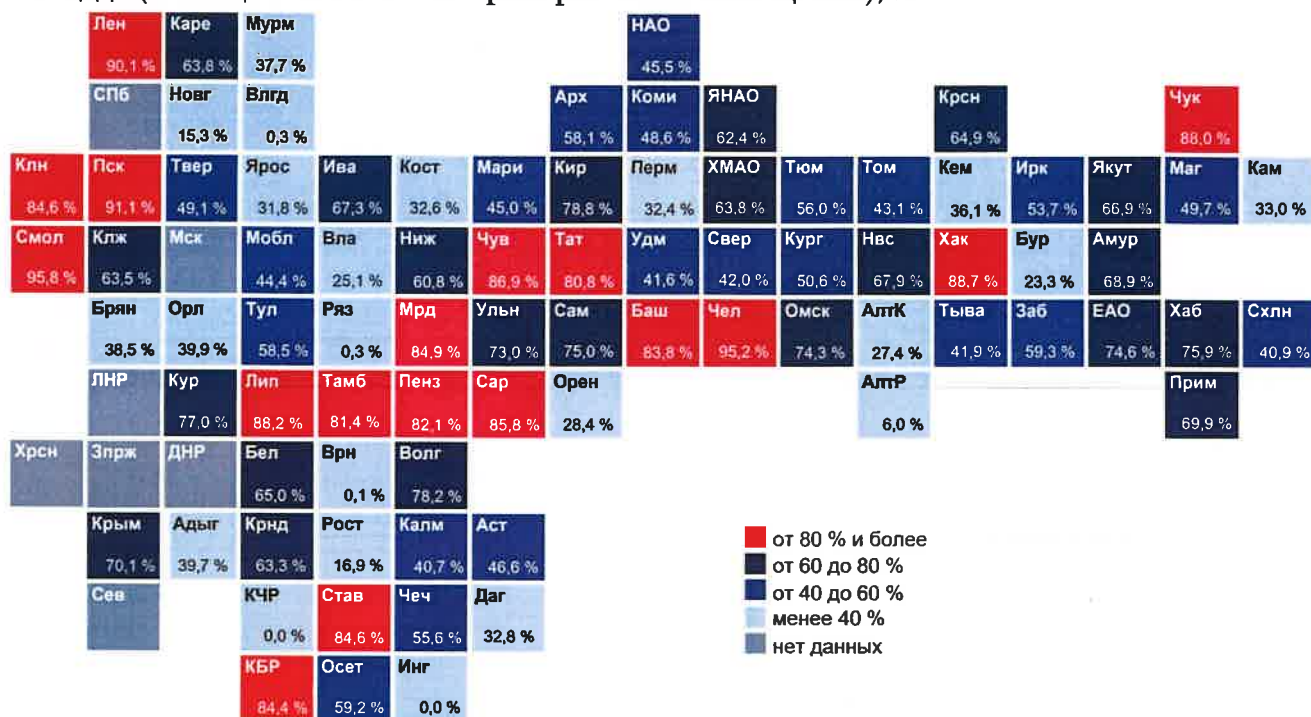 Лен Каре Мурм НАО
90,1 % 63,8 % 37,7 % 45,5 %
СПб Новг Влгд Арх Коми ЯНАО Крсн Чук
15,3 % 0,3 % 58,1 % 48,6 % 62,4 % 64,9 % 88,0 %
Клн Пск Твер Ярос Ива Кост Мари Кир Перм ХМАО Тюм Том Кем Ирк Якут Маг Кам
84,6 % 91,1 % 49,1 % 31,8 % 67,3 % 32,6 % 45,0 % 78,8 % 32,4 % 63,8 % 56,0 % 43,1 % 36,1 % 53,7 % 66,9 % 49,7 % 33,0 %
Смол Клж Мск Мобл Вла Ниж Чув Тат Удм Свер Кург Нвс Хак Бур Амур
95,8 % 63,5 % 44,4 % 25,1 % 60,8 % 86,9 % 80,8 % 41,6 % 42,0 % 50,6 % 67,9 % 88,7 % 23,3 % 68,9 %
Брян Орл Тул Ряз Мрд Ульн Сам Баш Чел Омск АлтК Тыва Заб ЕАО Хаб Схлн
38,5 % 39,9 % 58,5 % 0,3 % 84,9 % 73,0 % 75,0 % 83,8 % 95,2 % 74,3 % 27,4 % 41,9 % 59,3 % 74,6 % 75,9 % 40,9 %
ЛНР Кур Лип Тамб Пенз Сар Орен АлтР Прим
77,0 % 88,2 % 81,4 % 82,1 % 85,8 % 28,4 % 6,0 % 69,9 %
Хрсн Зпрж ДНР Бел Врн Волг
65,0 % 0,1 % 78,2 %
Крым Адыг Крнд Рост Калм Аст
70,1 % 39,7 % 63,3 % 16,9 % 40,7 % 46,6 %
Сев КЧР Став Чеч Даг
0,0 % 84,6 % 55,6 % 32,8 %
КБР Осет Инг
84,4 % 59,2 % 0,0 %
от 80 % и более
от 60 до 80 %
от 40 до 60 %
менее 40 %
нет данных